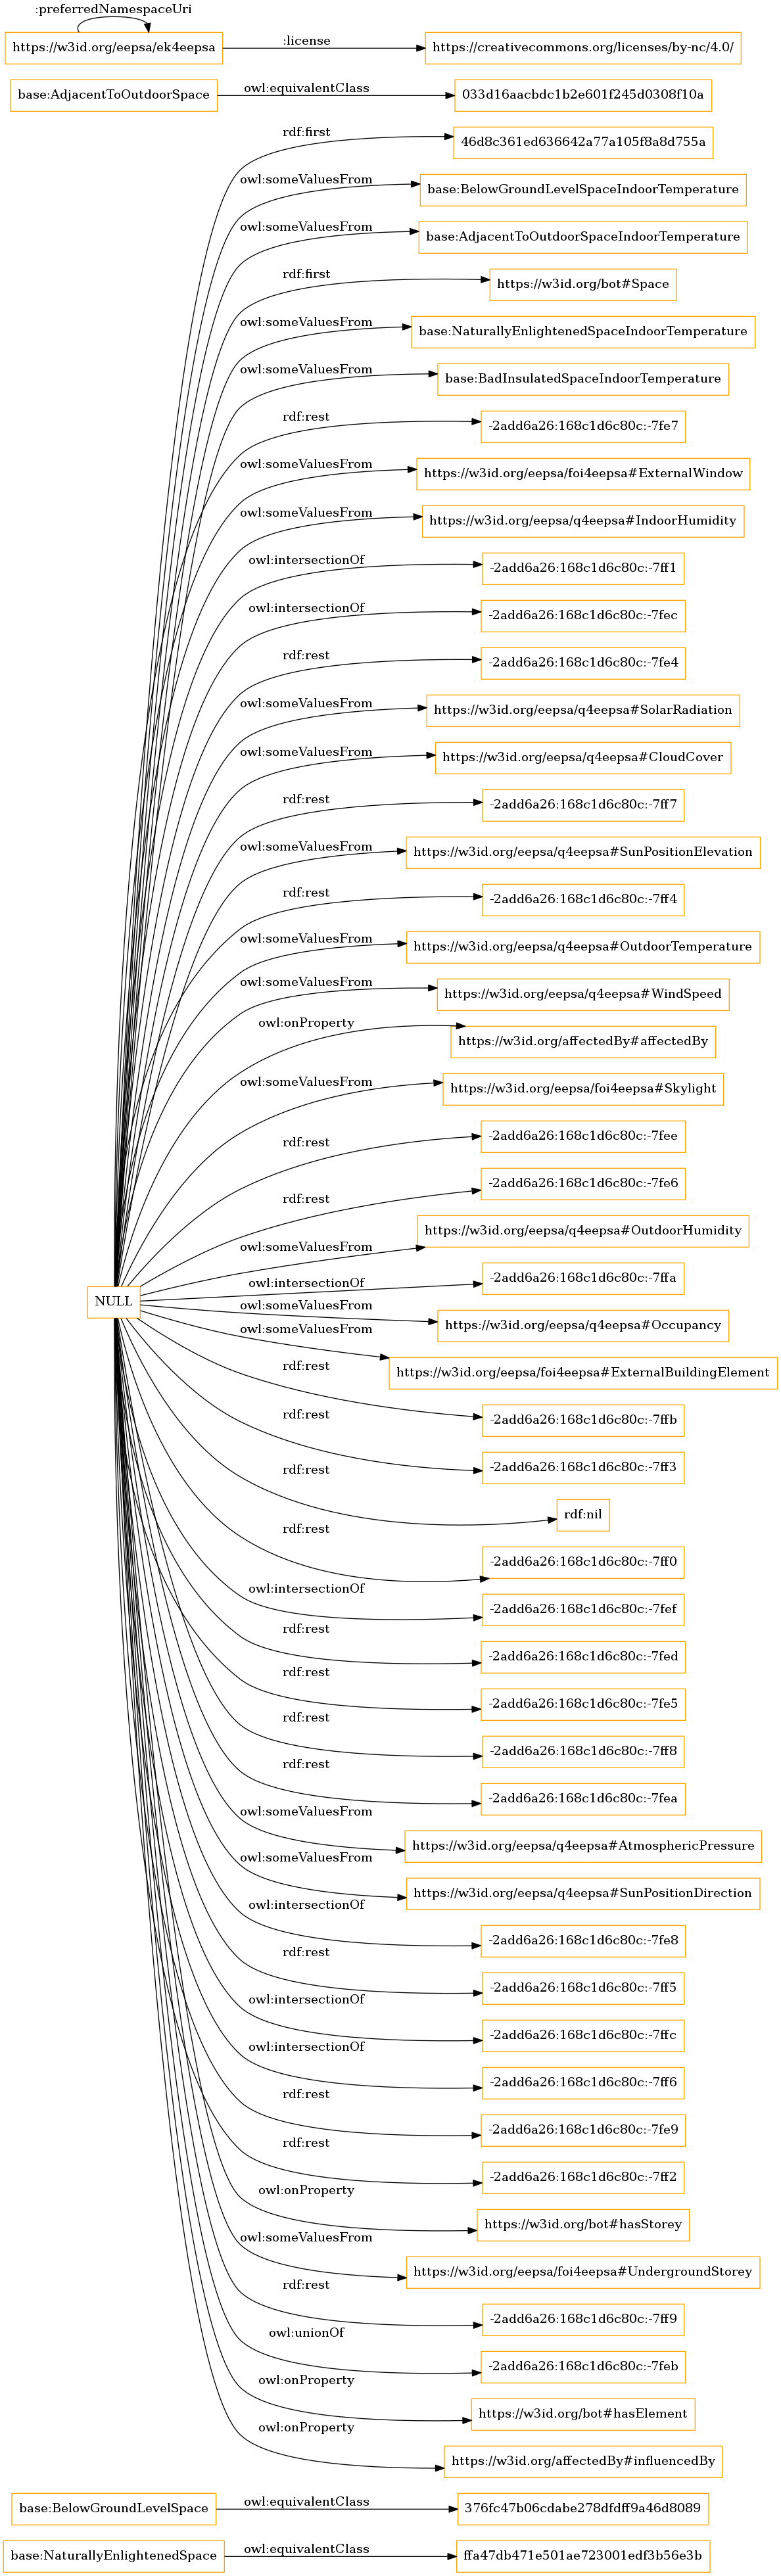 :preferredNamespaceUri
https://w3id.org/eepsa/ek4eepsa
:license
https://creativecommons.org/licenses/by-nc/4.0/
base:AdjacentToOutdoorSpace
owl:equivalentClass
033d16aacbdc1b2e601f245d0308f10a
rdf:first
46d8c361ed636642a77a105f8a8d755a
owl:someValuesFrom
base:BelowGroundLevelSpaceIndoorTemperature
owl:someValuesFrom
base:AdjacentToOutdoorSpaceIndoorTemperature
rdf:first
https://w3id.org/bot#Space
owl:someValuesFrom
base:NaturallyEnlightenedSpaceIndoorTemperature
owl:someValuesFrom
base:BadInsulatedSpaceIndoorTemperature
rdf:rest
-2add6a26:168c1d6c80c:-7fe7
owl:someValuesFrom
https://w3id.org/eepsa/foi4eepsa#ExternalWindow
owl:someValuesFrom
https://w3id.org/eepsa/q4eepsa#IndoorHumidity
owl:intersectionOf
-2add6a26:168c1d6c80c:-7ff1
owl:intersectionOf
-2add6a26:168c1d6c80c:-7fec
rdf:rest
-2add6a26:168c1d6c80c:-7fe4
owl:someValuesFrom
https://w3id.org/eepsa/q4eepsa#SolarRadiation
owl:someValuesFrom
https://w3id.org/eepsa/q4eepsa#CloudCover
rdf:rest
-2add6a26:168c1d6c80c:-7ff7
owl:someValuesFrom
https://w3id.org/eepsa/q4eepsa#SunPositionElevation
rdf:rest
-2add6a26:168c1d6c80c:-7ff4
owl:someValuesFrom
https://w3id.org/eepsa/q4eepsa#OutdoorTemperature
owl:someValuesFrom
https://w3id.org/eepsa/q4eepsa#WindSpeed
owl:onProperty
https://w3id.org/affectedBy#affectedBy
owl:someValuesFrom
https://w3id.org/eepsa/foi4eepsa#Skylight
rdf:rest
-2add6a26:168c1d6c80c:-7fee
rdf:rest
-2add6a26:168c1d6c80c:-7fe6
owl:someValuesFrom
https://w3id.org/eepsa/q4eepsa#OutdoorHumidity
owl:intersectionOf
-2add6a26:168c1d6c80c:-7ffa
NULL
owl:someValuesFrom
https://w3id.org/eepsa/q4eepsa#Occupancy
owl:someValuesFrom
https://w3id.org/eepsa/foi4eepsa#ExternalBuildingElement
rdf:rest
-2add6a26:168c1d6c80c:-7ffb
rdf:rest
-2add6a26:168c1d6c80c:-7ff3
rdf:rest
rdf:nil
rdf:rest
-2add6a26:168c1d6c80c:-7ff0
owl:intersectionOf
-2add6a26:168c1d6c80c:-7fef
rdf:rest
-2add6a26:168c1d6c80c:-7fed
rdf:rest
-2add6a26:168c1d6c80c:-7fe5
rdf:rest
-2add6a26:168c1d6c80c:-7ff8
rdf:rest
-2add6a26:168c1d6c80c:-7fea
owl:someValuesFrom
https://w3id.org/eepsa/q4eepsa#AtmosphericPressure
owl:someValuesFrom
https://w3id.org/eepsa/q4eepsa#SunPositionDirection
owl:intersectionOf
-2add6a26:168c1d6c80c:-7fe8
rdf:rest
-2add6a26:168c1d6c80c:-7ff5
owl:intersectionOf
-2add6a26:168c1d6c80c:-7ffc
owl:intersectionOf
-2add6a26:168c1d6c80c:-7ff6
rdf:rest
-2add6a26:168c1d6c80c:-7fe9
rdf:rest
-2add6a26:168c1d6c80c:-7ff2
owl:onProperty
https://w3id.org/bot#hasStorey
owl:someValuesFrom
https://w3id.org/eepsa/foi4eepsa#UndergroundStorey
rdf:rest
-2add6a26:168c1d6c80c:-7ff9
owl:unionOf
-2add6a26:168c1d6c80c:-7feb
owl:onProperty
https://w3id.org/bot#hasElement
owl:onProperty
https://w3id.org/affectedBy#influencedBy
base:BelowGroundLevelSpace
owl:equivalentClass
376fc47b06cdabe278dfdff9a46d8089
base:NaturallyEnlightenedSpace
owl:equivalentClass
ffa47db471e501ae723001edf3b56e3b